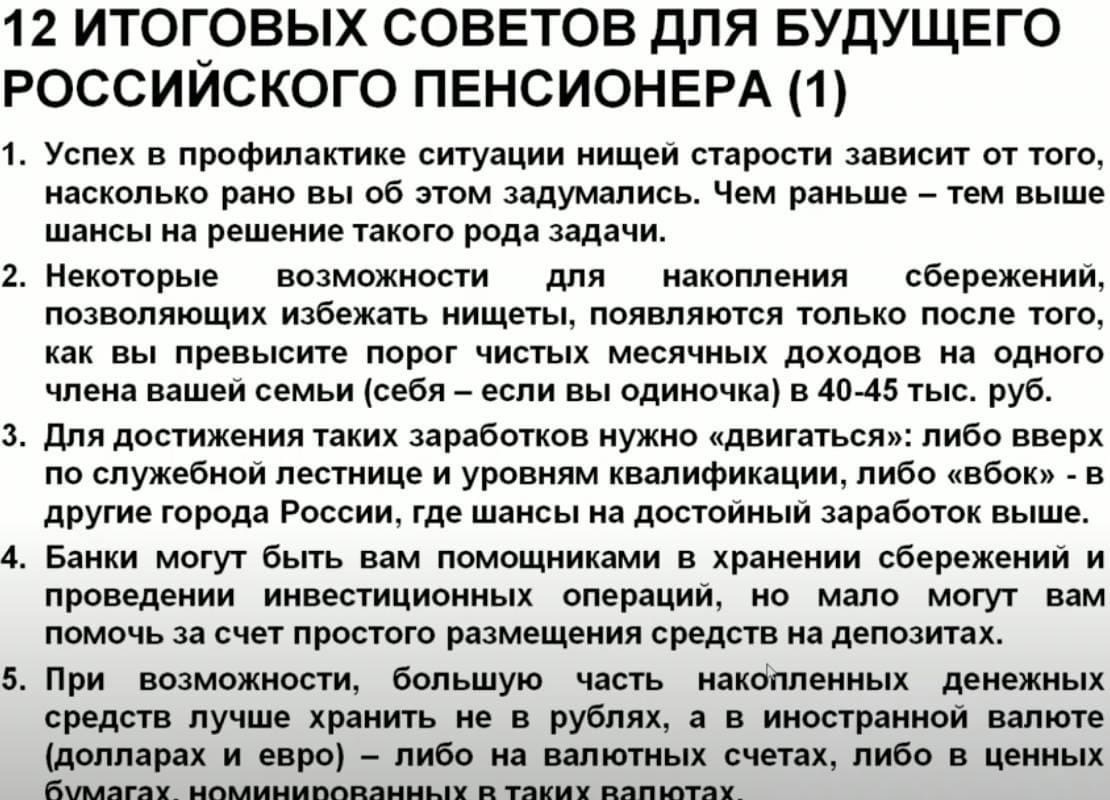 12 ИТОГОВЫХ СОВЕТОВ ДЛЯ БУДУЩЕГО
РОССИЙСКОГО ПЕНСИОНЕРА (1)
1. Успех в профилактике ситуации нищей старости зависит от того,
насколько рано вы об этом задумались. Чем раньше – тем выше
шансы на решение такого рода задачи.
2. Некоторые возможности для накопления сбережений,
позволяющих избежать нищеты, появляются только после того,
как вы превысите порог чистых месячных доходов на одного
члена вашей семьи (себя – если вы одиночка) в 40-45 тыс. руб.
3. Для достижения таких заработков нужно «двигаться»: либо вверх
по служебной лестнице и уровням квалификации, либо «вбок» - в
другие города России, где шансы на достойный заработок выше.
4. Банки могут быть вам помощниками в хранении сбережений и
проведении инвестиционных операций, но мало могут вам
помочь за счет простого размещения средств на депозитах.
5. При возможности, большую часть накопленных денежных
средств лучше хранить не в рублях, а в иностранной валюте
(долларах и евро) – либо на валютных счетах, либо в ценных
бумагах, номинированных в таких валютах.